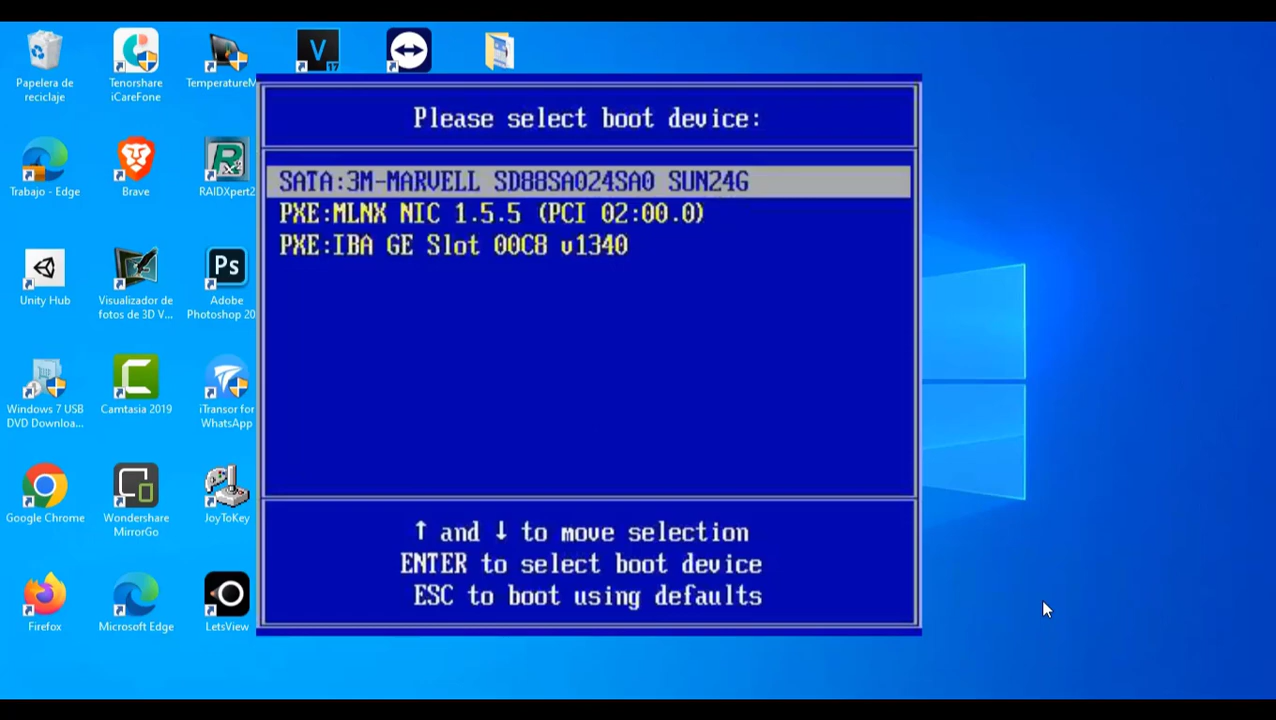 Papelera de
reciclaje
Tenorshare
iCareFone
TemperatureM
V
17
Please select boot device:
SATA:3M-MARVELL SD88SA024SA0 SUN24G
PXE:MLNX NIC 1.5.5 (PCI 02:00.0)
PXE:IBA GE Slot 00C8 v1340
↑ and ↓ to move selection
ENTER to select boot device
ESC to boot using defaults
Trabajo - Edge
Brave
RAIDXpert2
Unity Hub
Visualizador de
fotos de 3D V...
Ps
Adobe
Photoshop 20
Windows 7 USB
DVD Downloa...
Camtasia 2019
iTransor for
WhatsApp
Google Chrome
Wondershare
MirrorGo
JoyToKey
Firefox
Microsoft Edge
LetsView